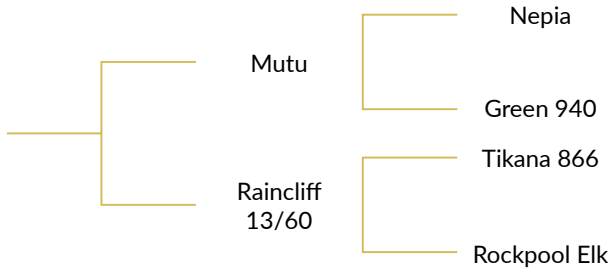 Nepia
Mutu
Green 940
Tikana 866
Raincliff
13/60
Rockpool Elk